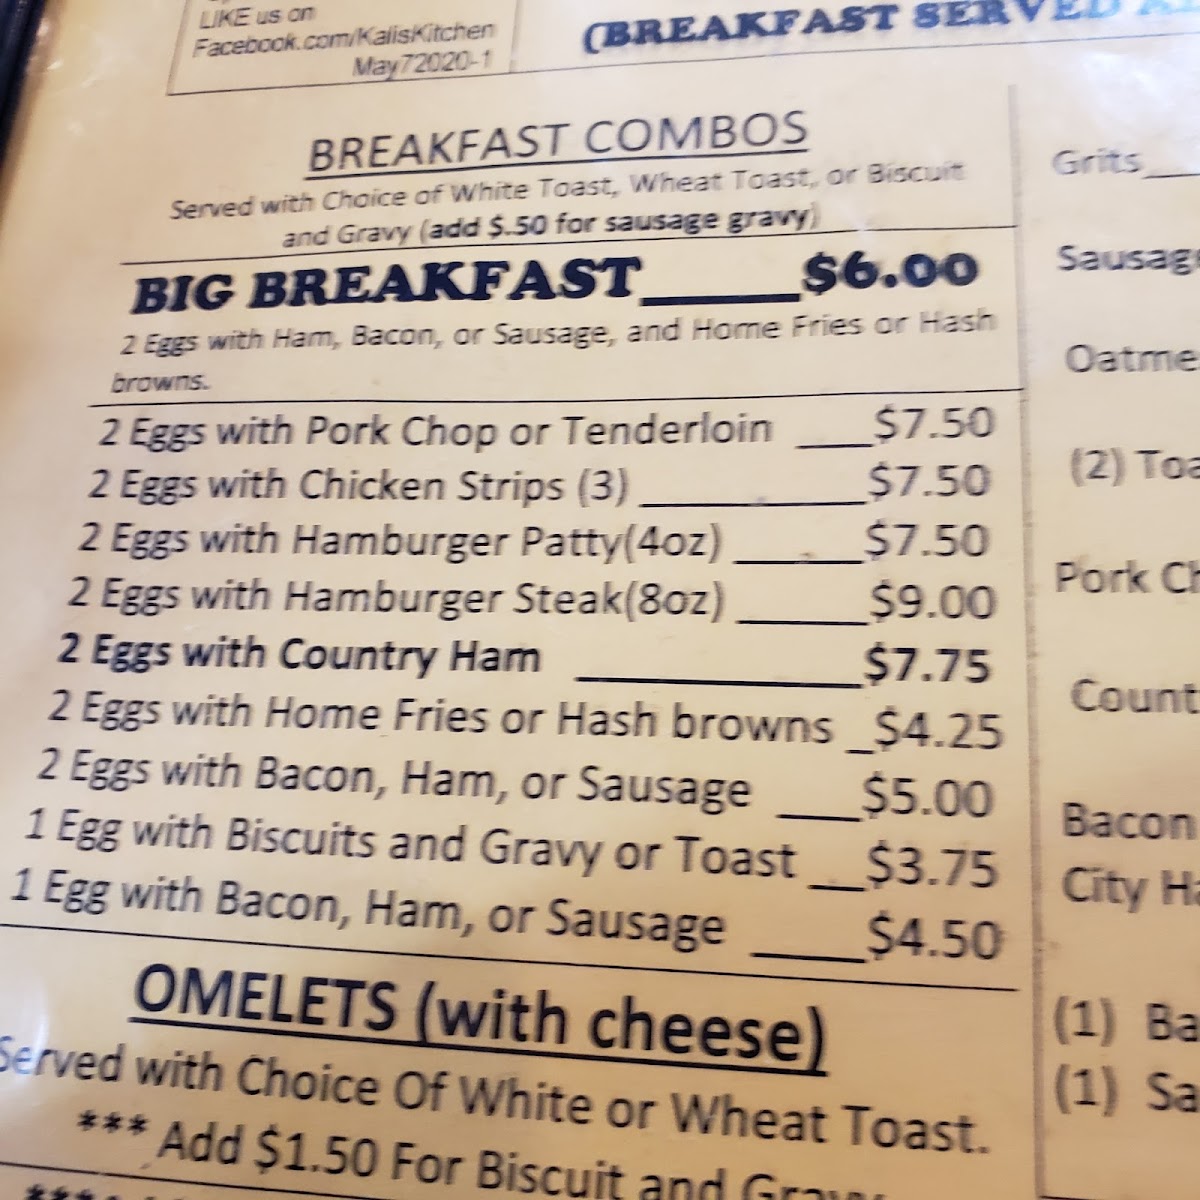 LIKE us on
Facebook.com/KalisKitchen
May72020-1
(BREAKFAST SERVED
BREAKFAST COMBOS
Served with Choice of White Toast, Wheat Toast, or Biscuit
and Gravy (add $.50 for sausage gravy)
BIG BREAKFAST_____$6.00
2 Eggs with Ham, Bacon, or Sausage, and Home Fries or Hash
browns.
2 Eggs with Pork Chop or Tenderloin ___$7.50
2 Eggs with Chicken Strips (3) ________$7.50
2 Eggs with Hamburger Patty(4oz) _____$7.50
2 Eggs with Hamburger Steak(8oz) _____$9.00
2 Eggs with Country Ham __________$7.75
2 Eggs with Home Fries or Hash browns _$4.25
2 Eggs with Bacon, Ham, or Sausage ___$5.00
1 Egg with Biscuits and Gravy or Toast __$3.75
1 Egg with Bacon, Ham, or Sausage ____$4.50
OMELETS (with cheese)
Served with Choice Of White or Wheat Toast.
*** Add $1.50 For Biscuit and Gravy
***
Grits
Sausag
Oatme
(2) Toa
Pork Ch
Count
Bacon
City Ha
(1) Ba
(1) Sa